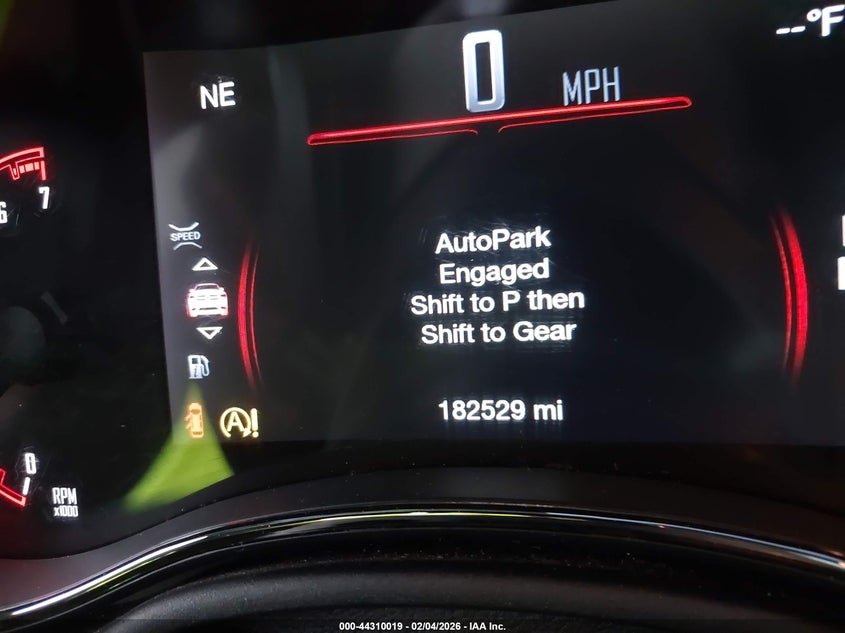 --°F
0 MPH
NE
6
7
SPEED
AutoPark
Engaged
Shift to P then
Shift to Gear
182529 mi
A!
0
RPM
x1000
000-44310019 - 02/04/2026 - IAA Inc.